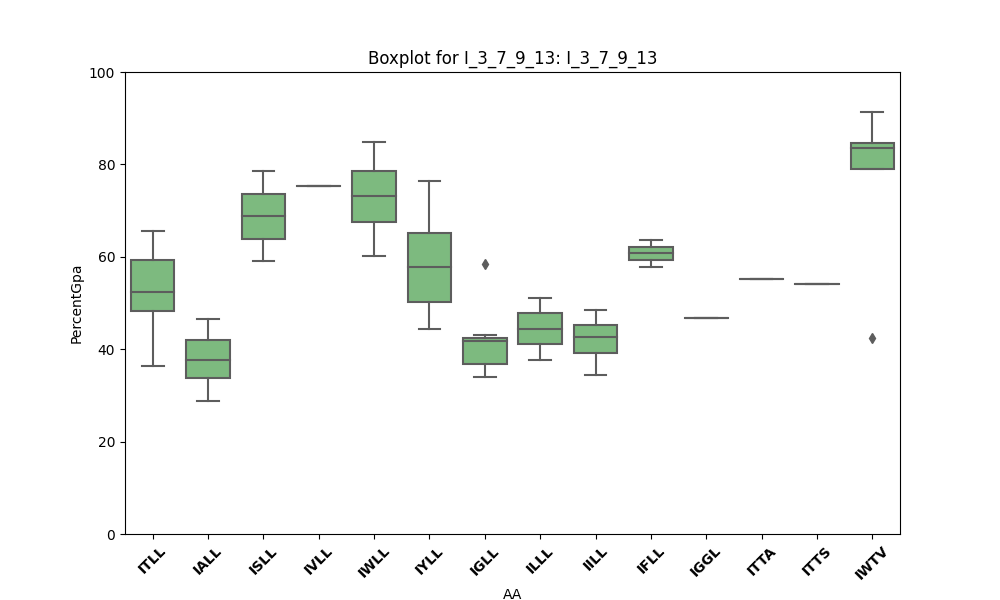 Boxplot for I_3_7_9_13: I_3_7_9_13
100
80
60
40
20
0
PercentGpa
ITLL IALL ISLL IVLL IWLL IYLL IGLL ILLL IILL IFLL IGGL ITTA ITTS IWTV
AA